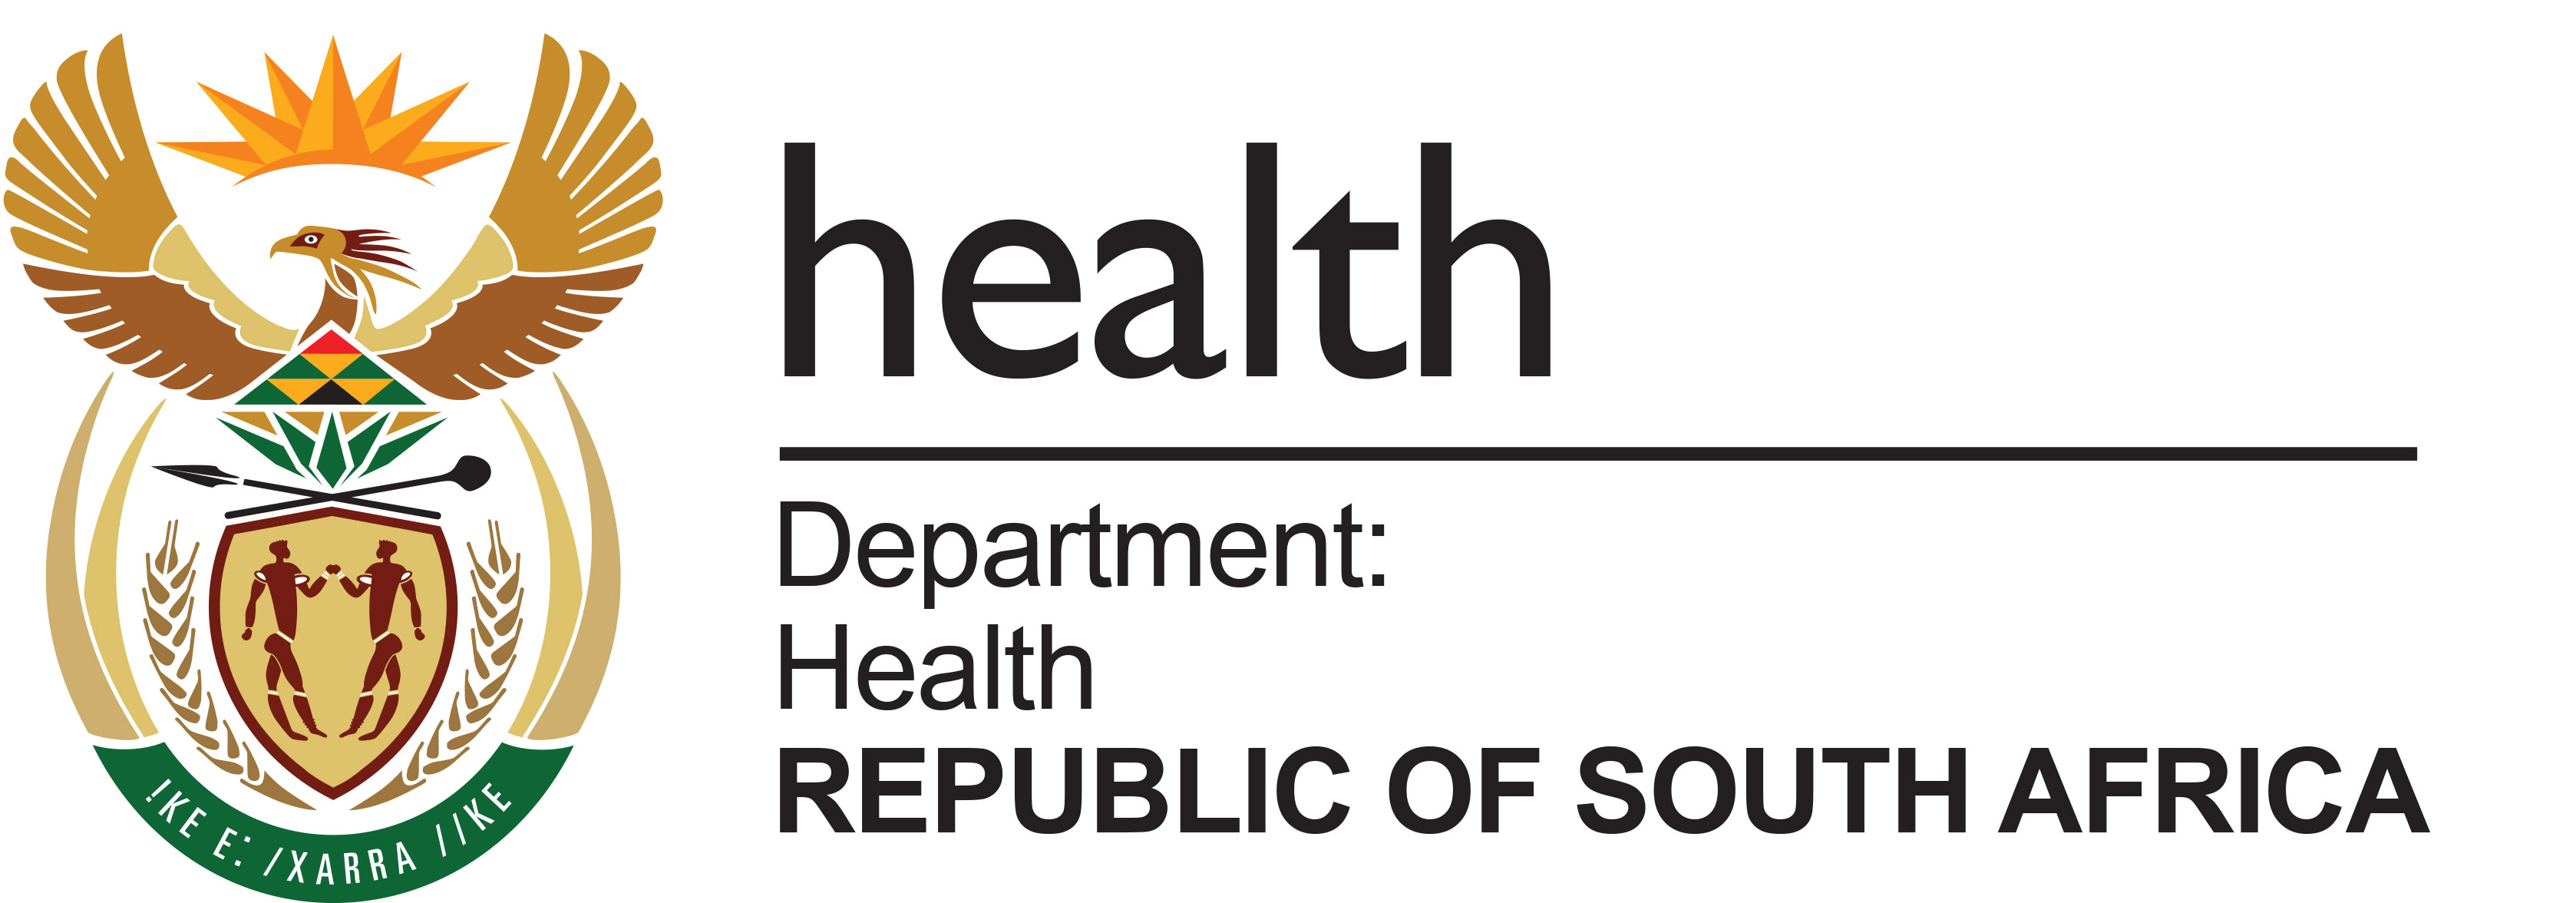 health
Department:
Health
REPUBLIC OF SOUTH AFRICA
!KE E: /XARRA //KE